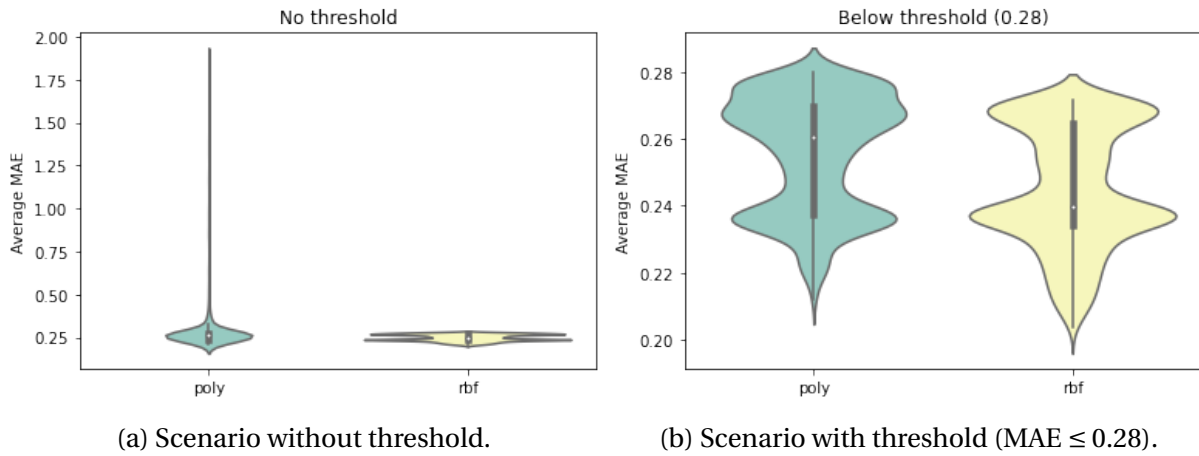 No threshold
Average MAE
2.00
1.75
1.50
1.25
1.00
0.75
0.50
0.25
poly
rbf
(a) Scenario without threshold.
Below threshold (0.28)
Average MAE
0.28
0.26
0.24
0.22
0.20
poly
rbf
(b) Scenario with threshold (MAE ≤ 0.28).